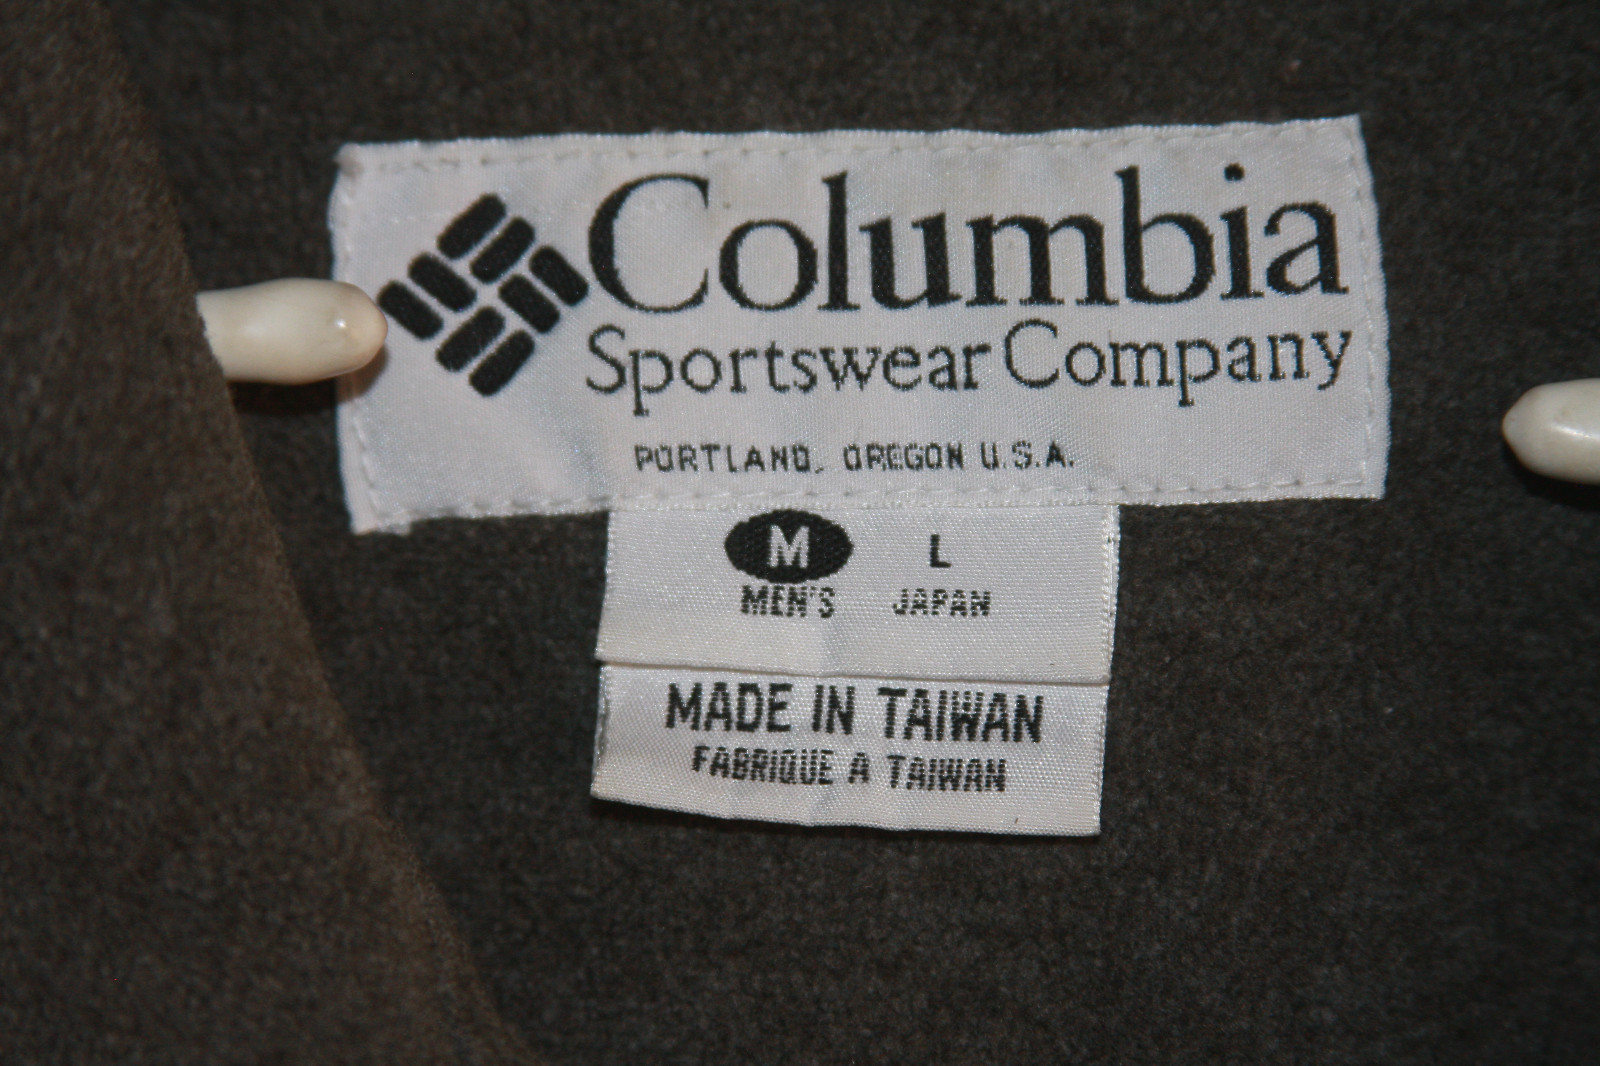 Columbia
Sportswear Company
PORTLAND, OREGON U.S.A.
M L
MEN'S JAPAN
MADE IN TAIWAN
FABRIQUE A TAIWAN